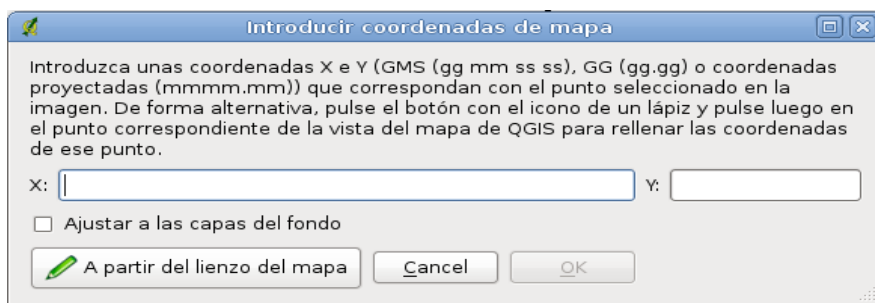 Introducir coordenadas de mapa
Introduzca unas coordenadas X e Y (GMS (gg mm ss ss), GG (gg.gg) o coordenadas
proyectadas (mmmm.mm)) que correspondan con el punto seleccionado en la
imagen. De forma alternativa, pulse el botón con el icono de un lápiz y pulse luego en
el punto correspondiente de la vista del mapa de QGIS para rellenar las coordenadas
de ese punto.
X: Y:
Ajustar a las capas del fondo
A partir del lienzo del mapa Cancel OK